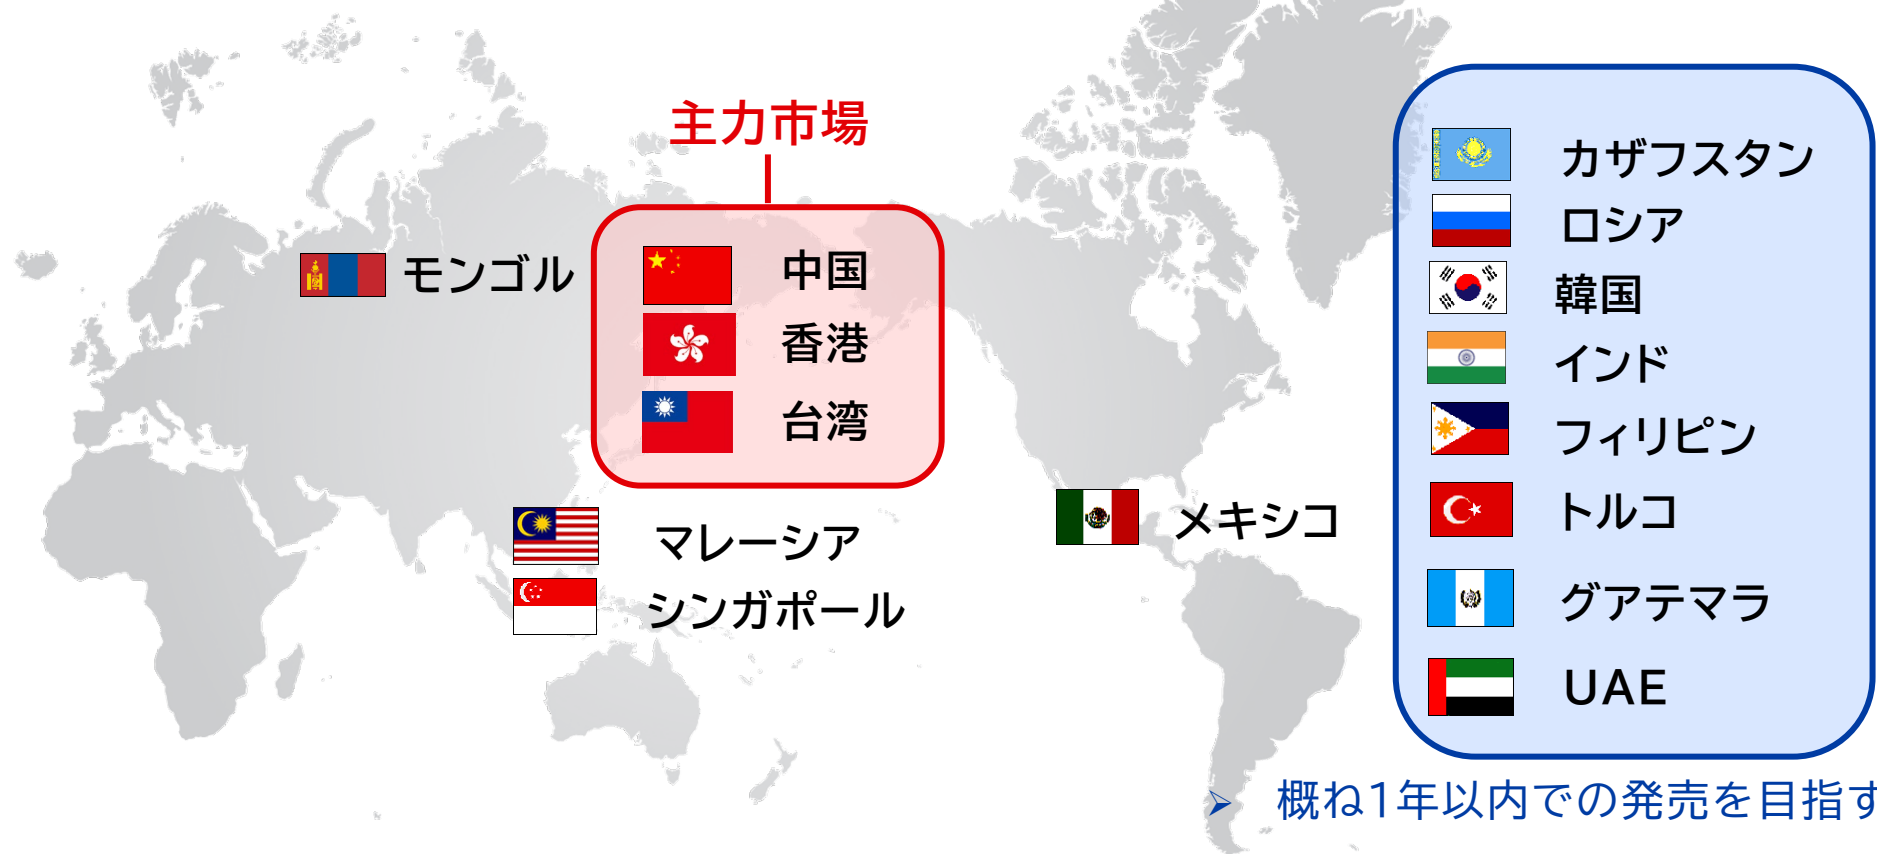 主力市場
モンゴル
中国
香港
台湾
マレーシア
シンガポール
メキシコ
カザフスタン
ロシア
韓国
インド
フィリピン
トルコ
グアテマラ
UAE
➢ 概ね1年以内での発売を目指す